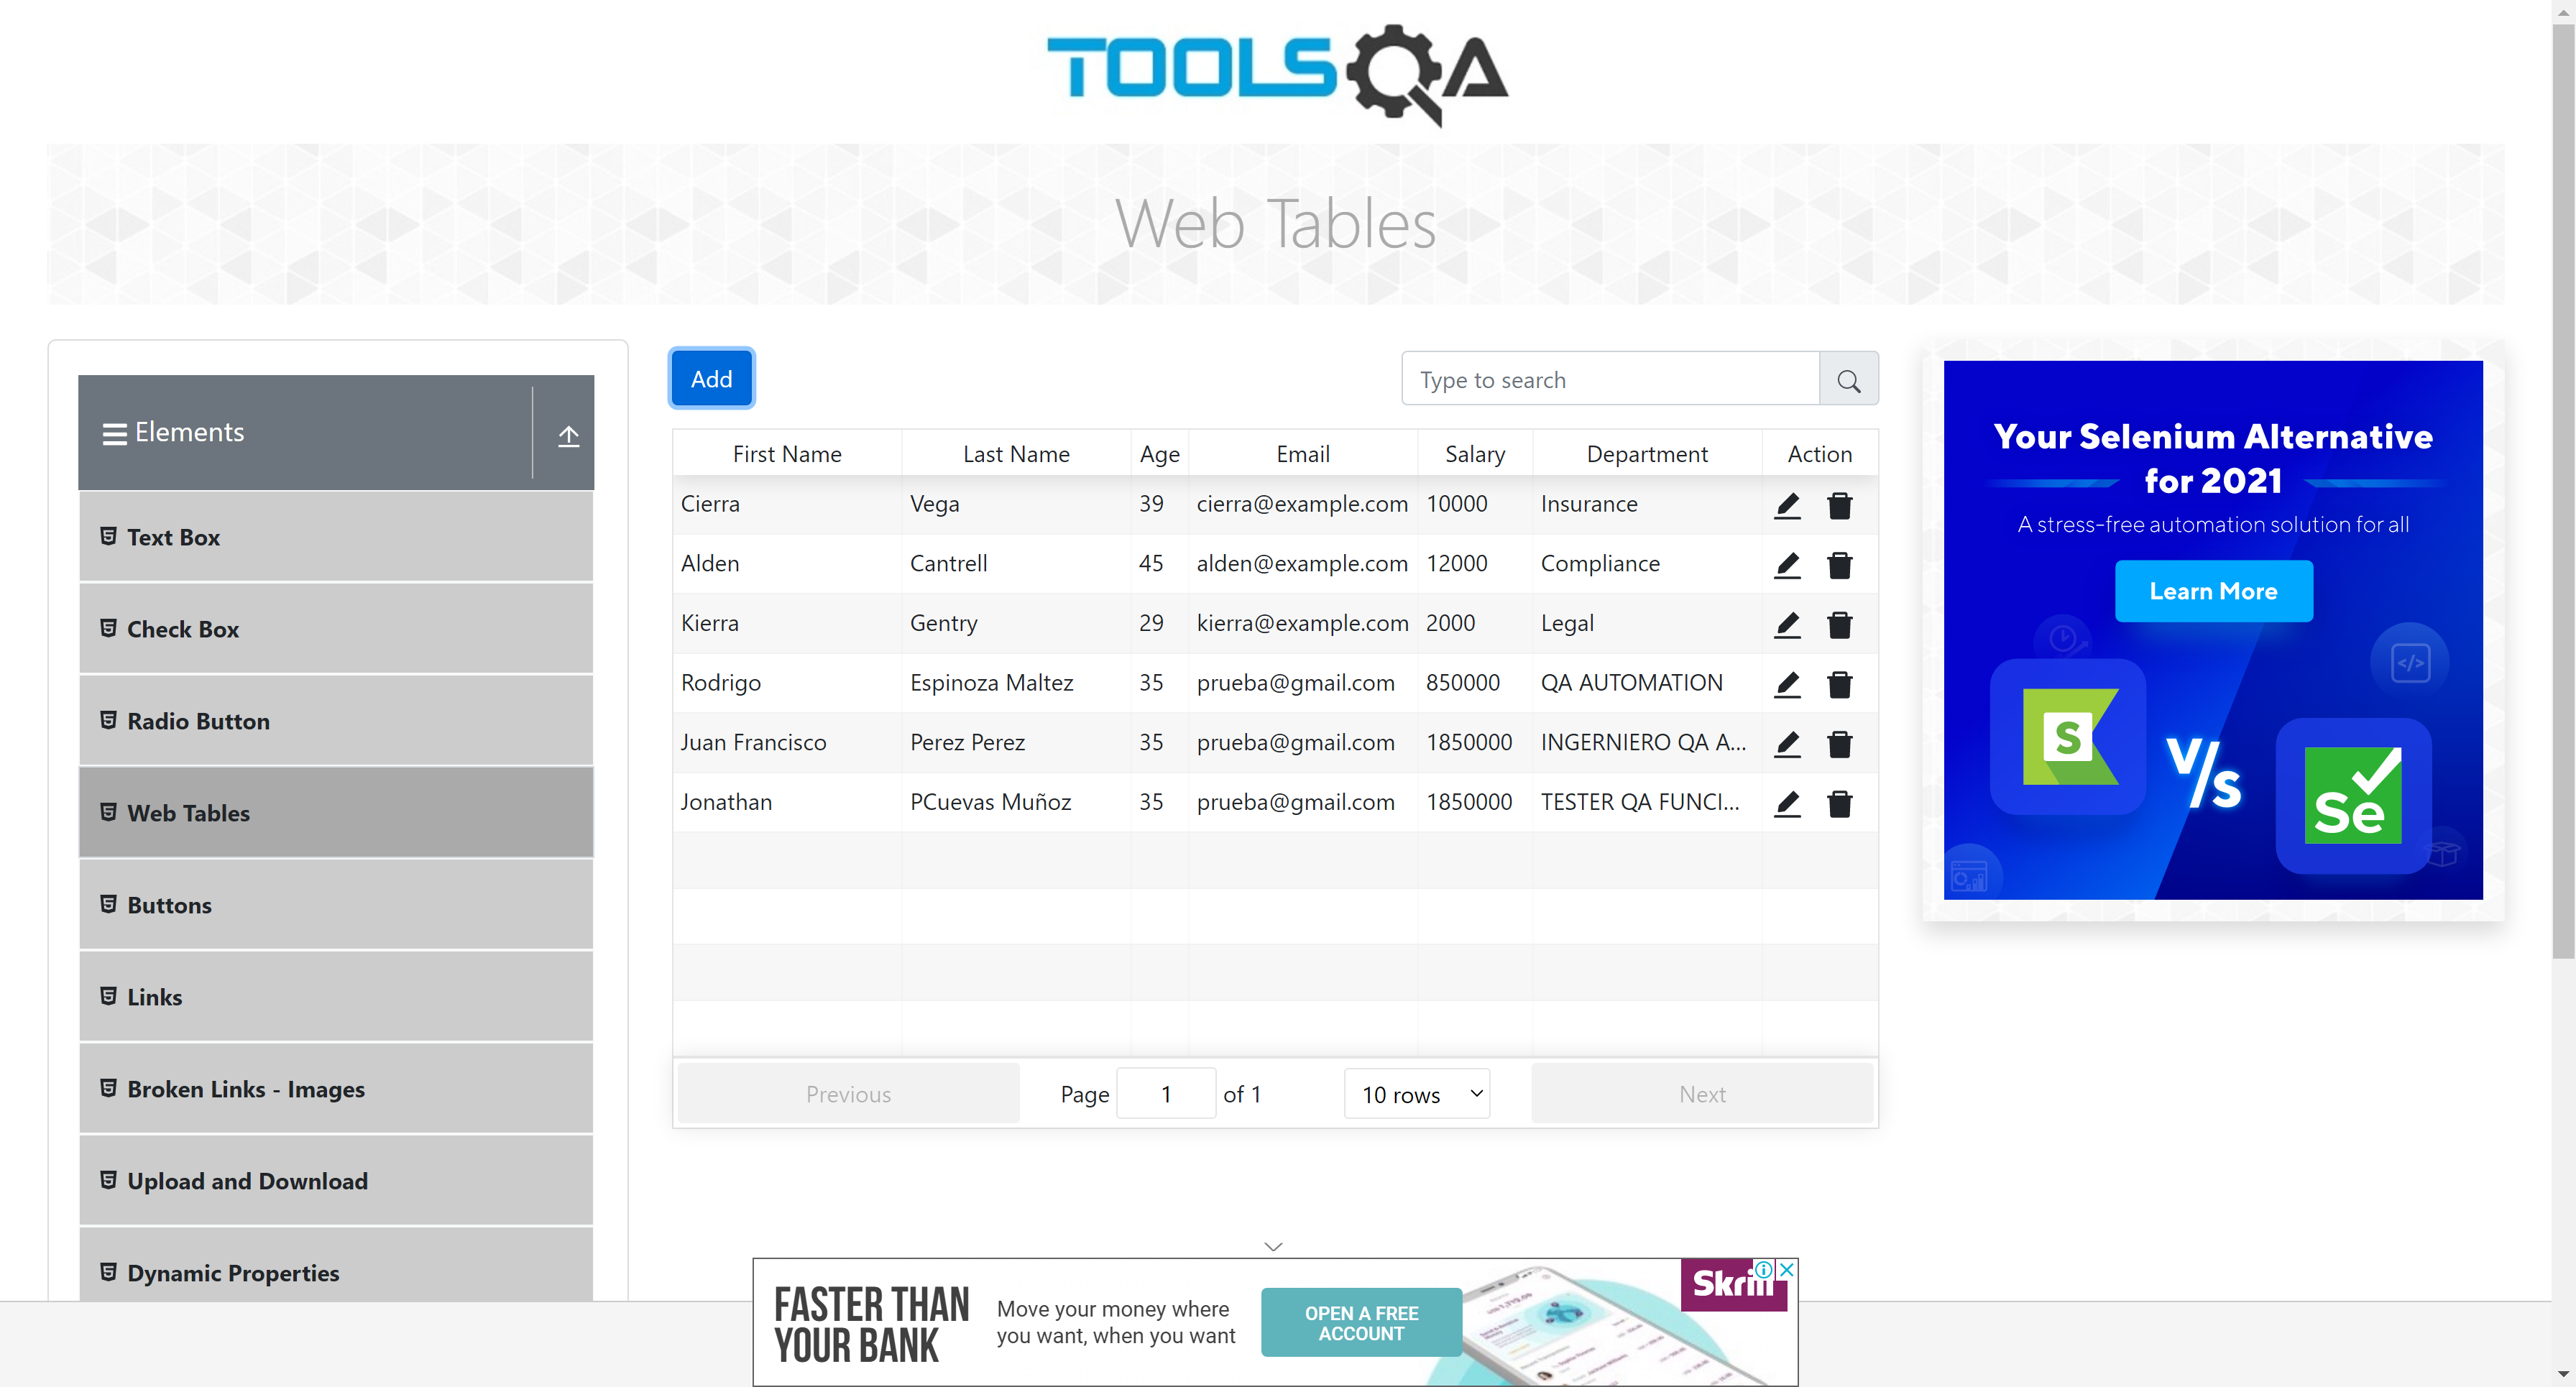 TOOLSQA
Web Tables
Elements
Text Box
Check Box
Radio Button
Web Tables
Buttons
Links
Broken Links - Images
Upload and Download
Dynamic Properties
Add
Type to search
First Name Last Name Age Email Salary Department Action
Cierra Vega 39 cierra@example.com 10000 Insurance
Alden Cantrell 45 alden@example.com 12000 Compliance
Kierra Gentry 29 kierra@example.com 2000 Legal
Rodrigo Espinoza Maltez 35 prueba@gmail.com 850000 QA AUTOMATION
Juan Francisco Perez Perez 35 prueba@gmail.com 1850000 INGERNIERO QA A...
Jonathan PCuevas Muñoz 35 prueba@gmail.com 1850000 TESTER QA FUNCI...
Previous Page 1 of 1 10 rows Next
Your Selenium Alternative
for 2021
A stress-free automation solution for all
Learn More
S
V/S
Se
FASTER THAN
YOUR BANK
Move your money where
you want, when you want
OPEN A FREE
ACCOUNT
Skrill